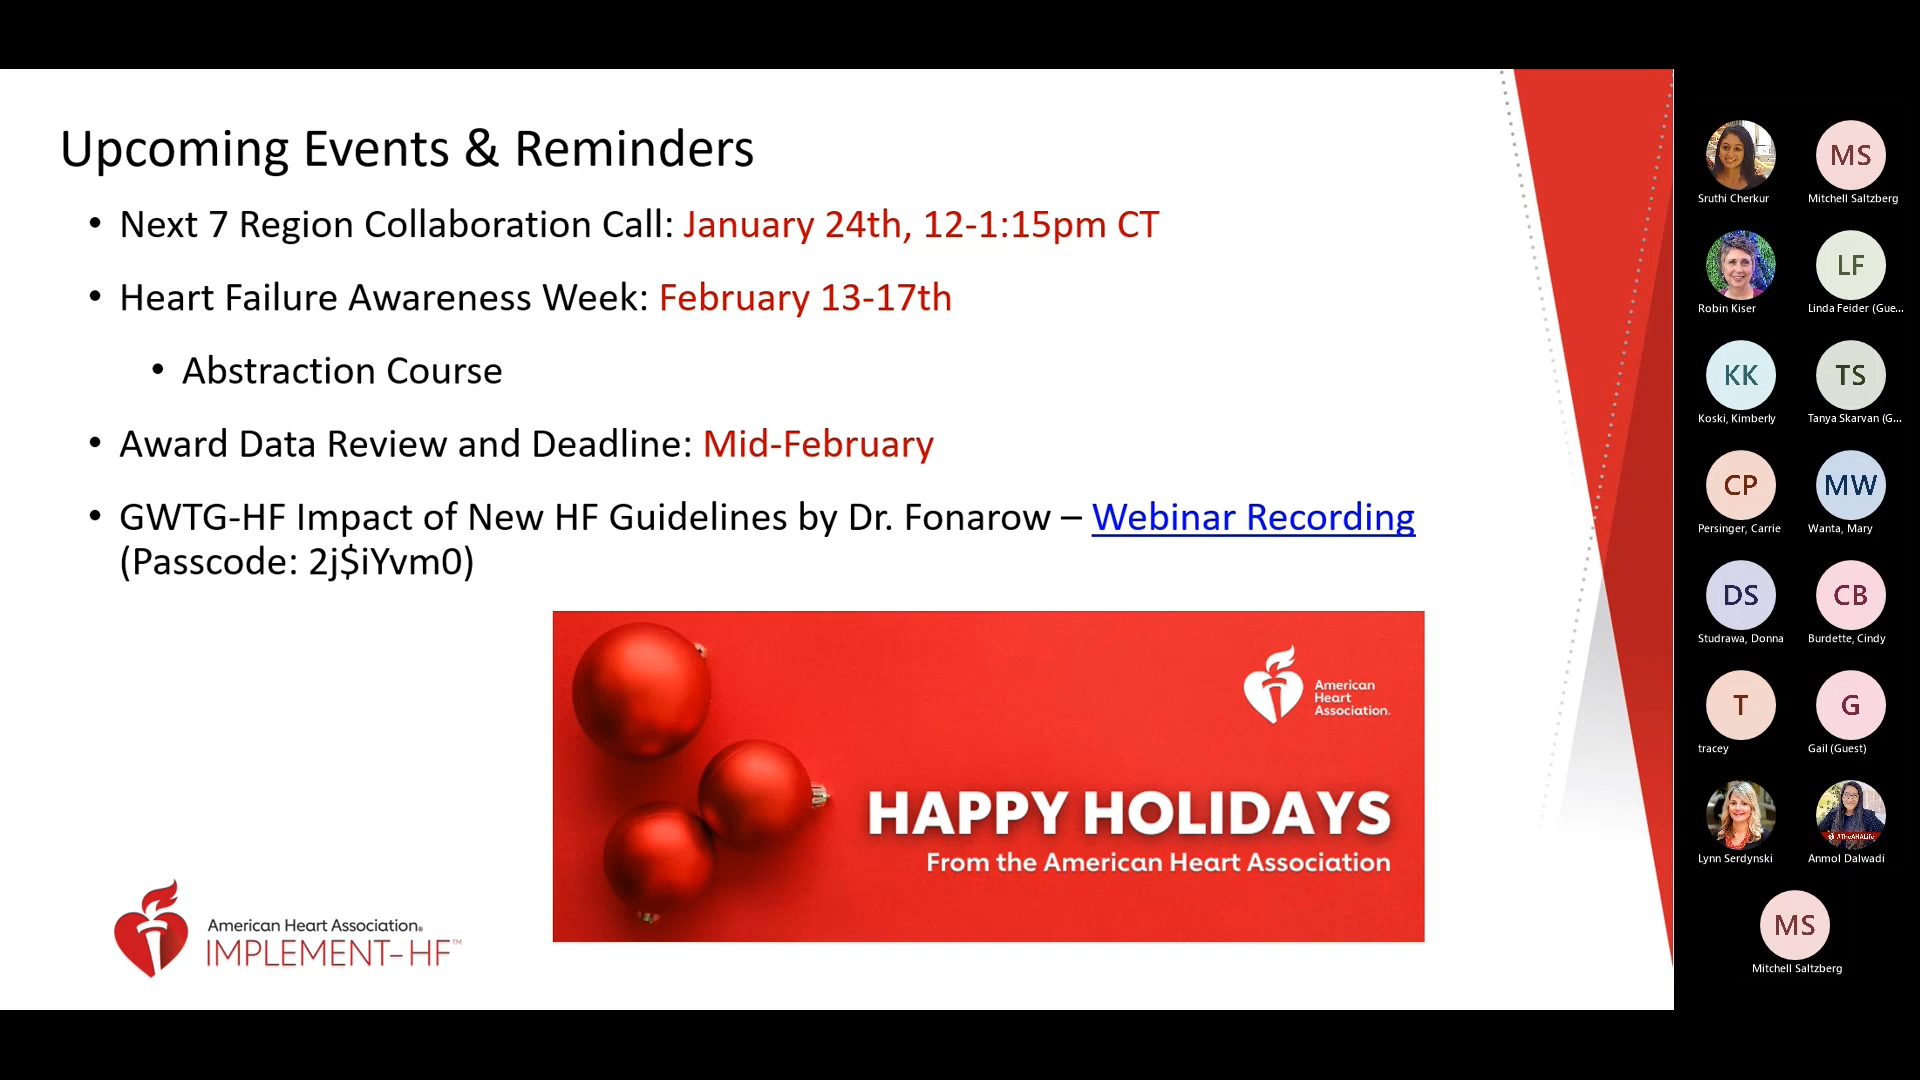 Upcoming Events & Reminders
• Next 7 Region Collaboration Call: January 24th, 12-1:15pm CT
• Heart Failure Awareness Week: February 13-17th
• Abstraction Course
• Award Data Review and Deadline: Mid-February
• GWTG-HF Impact of New HF Guidelines by Dr. Fonarow – Webinar Recording
(Passcode: 2j$iYvm0)
American
Heart
Association.
HAPPY HOLIDAYS
From the American Heart Association
American Heart Association®
IMPLEMENT-HF™
MS
Sruthi Cherkur
Mitchell Saltzberg
LF
Robin Kiser
Linda Feider (Gue...
KK
TS
Koski, Kimberly
Tanya Skarvan (G...
CP
MW
Persinger, Carrie
Wanta, Mary
DS
CB
Studrawa, Donna
Burdette, Cindy
T
G
tracey
Gail (Guest)
#TheAHALife
Lynn Serdynski
Anmol Dalwadi
MS
Mitchell Saltzberg